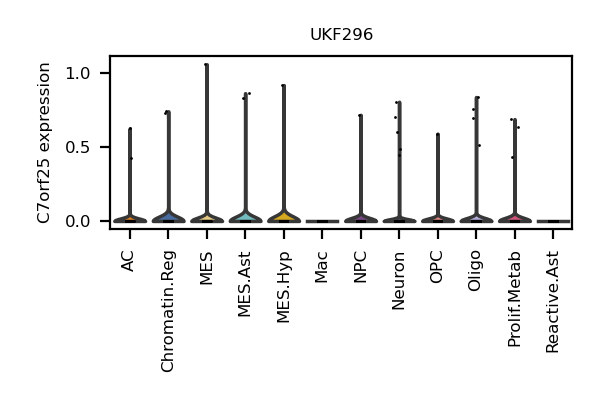 UKF296
C7orf25 expression
1.0
0.5
0.0
AC
Chromatin.Reg
MES
MES.Ast
MES.Hyp
Mac
NPC
Neuron
OPC
Oligo
Prolif.Metab
Reactive.Ast